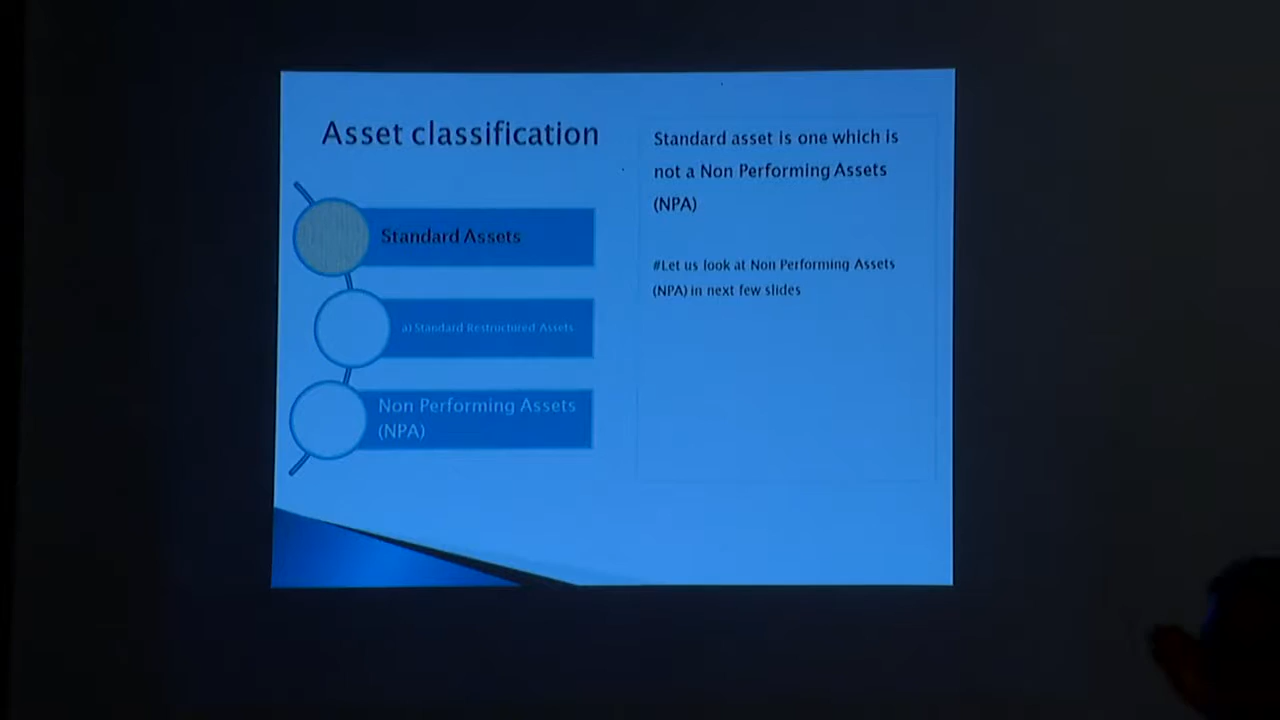 Asset classification
Standard Assets
a) Standard Restructured Assets
Non Performing Assets
(NPA)
Standard asset is one which is
not a Non Performing Assets
(NPA)
#Let us look at Non Performing Assets
(NPA) in next few slides